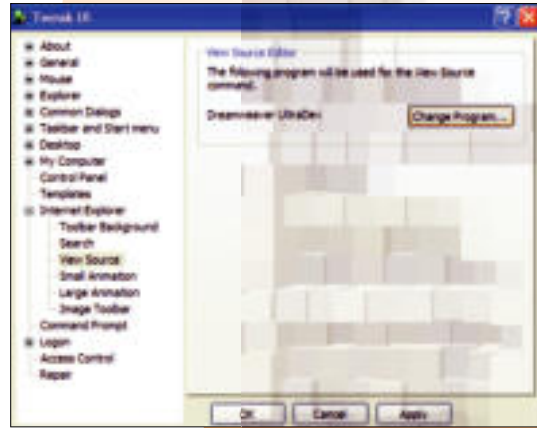 Tweak UI
About
General
Mouse
Explorer
Common Dialogs
Taskbar and Start menu
Desktop
My Computer
Control Panel
Templates
Internet Explorer
Toolbar Background
Search
View Source
Small Animation
Large Animation
Image Toolbar
Command Prompt
Logon
Access Control
Repair
View Source Editor
The following program will be used for the View Source
command.
Dreamweaver UltraDev
Change Program...
OK
Cancel
Apply